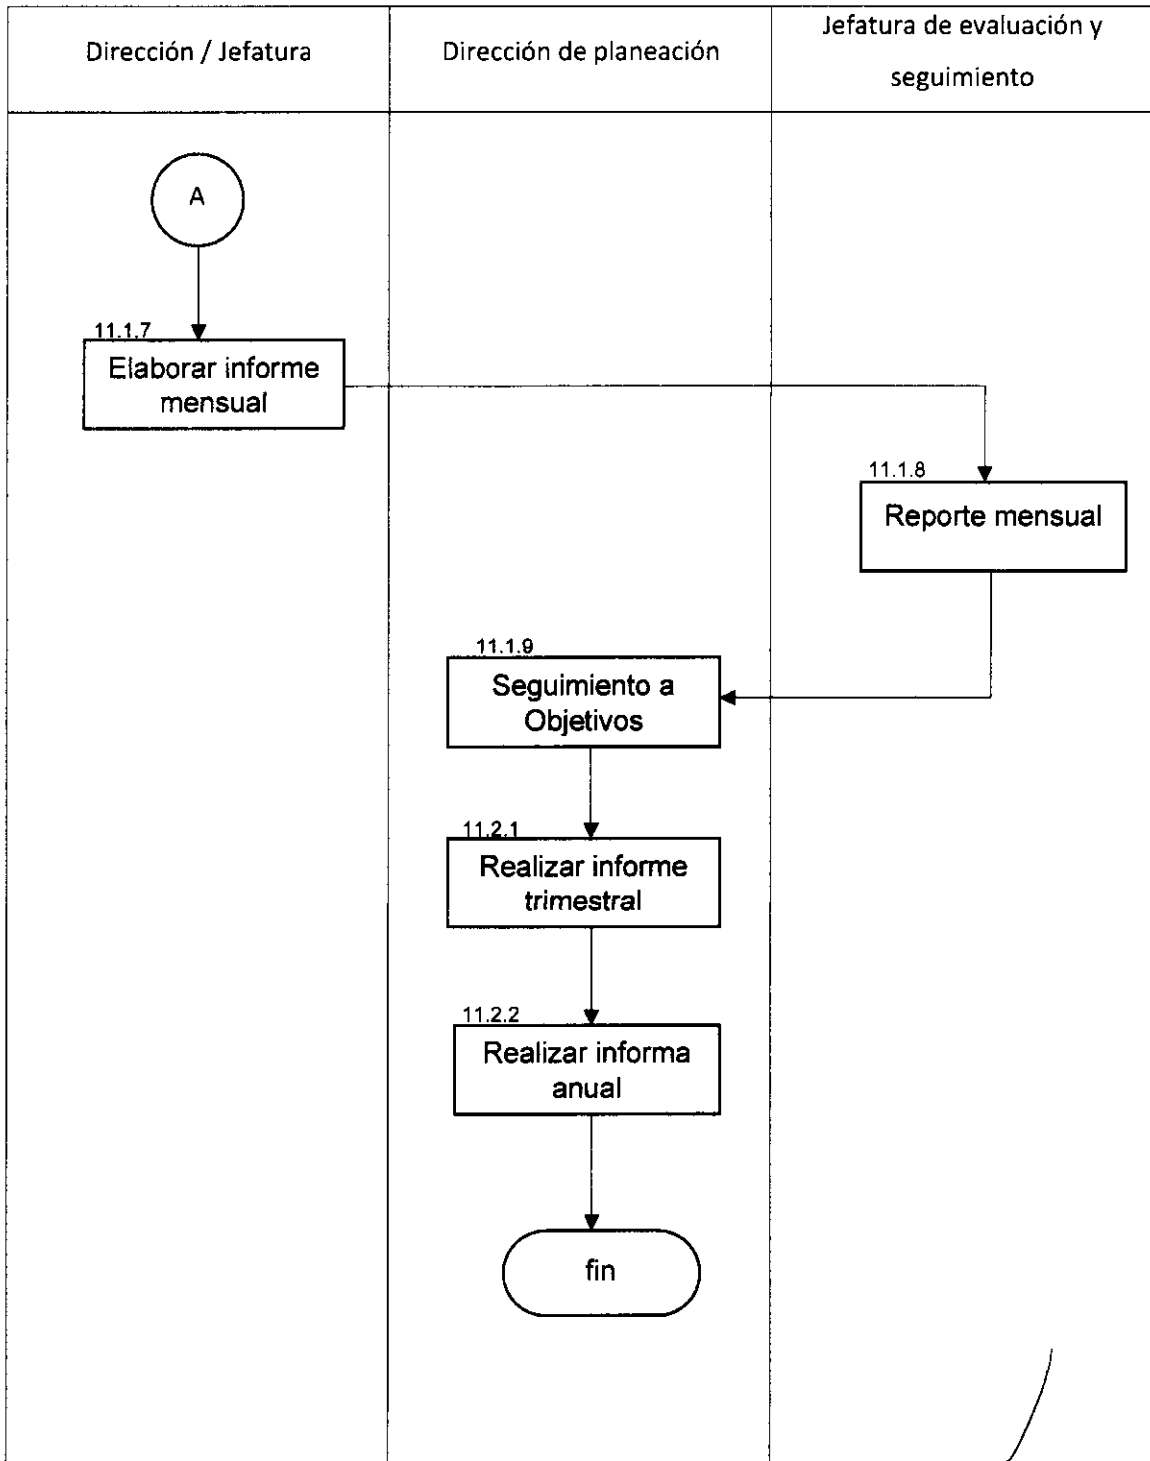 Dirección / Jefatura
Dirección de planeación
Jefatura de evaluación y
seguimiento
A
11.1.7
Elaborar informe
mensual
11.1.8
Reporte mensual
11.1.9
Seguimiento a
Objetivos
11.2.1
Realizar informe
trimestral
11.2.2
Realizar informa
anual
fin